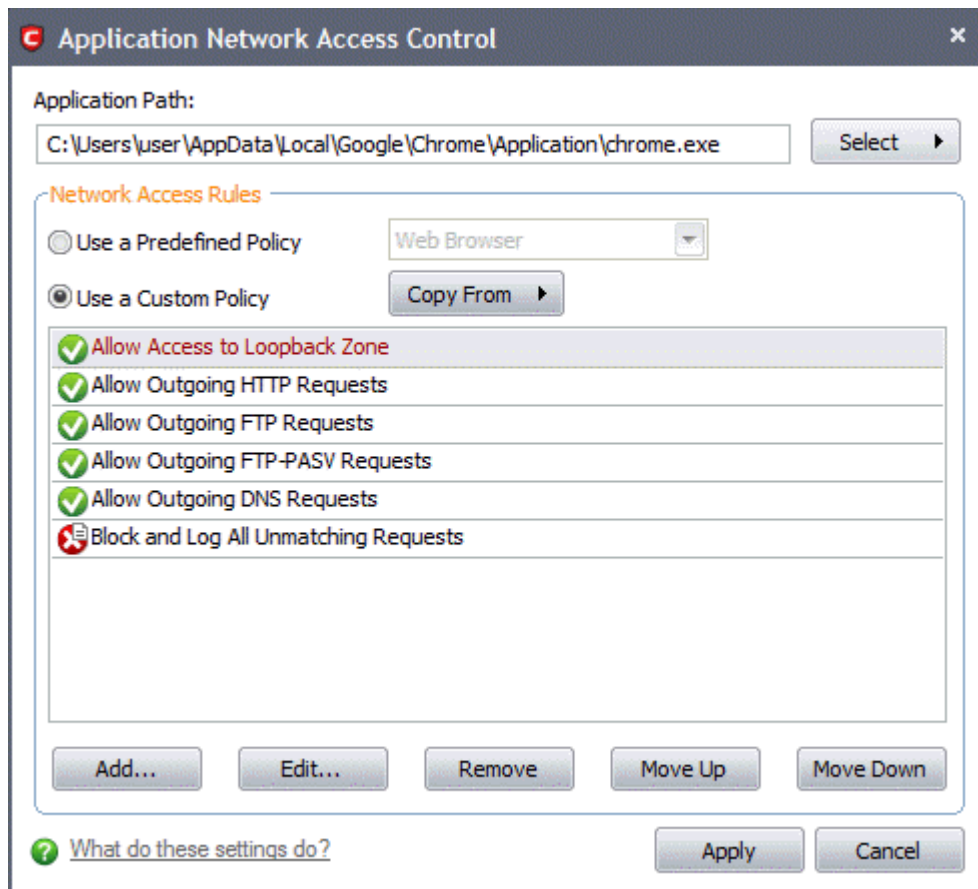 Application Network Access Control
Application Path:
C:\Users\user\AppData\Local\Google\Chrome\Application\chrome.exe
Select
Network Access Rules
Use a Predefined Policy
Web Browser
Use a Custom Policy
Copy From
Allow Access to Loopback Zone
Allow Outgoing HTTP Requests
Allow Outgoing FTP Requests
Allow Outgoing FTP-PASV Requests
Allow Outgoing DNS Requests
Block and Log All Unmatching Requests
Add...
Edit...
Remove
Move Up
Move Down
What do these settings do?
Apply
Cancel